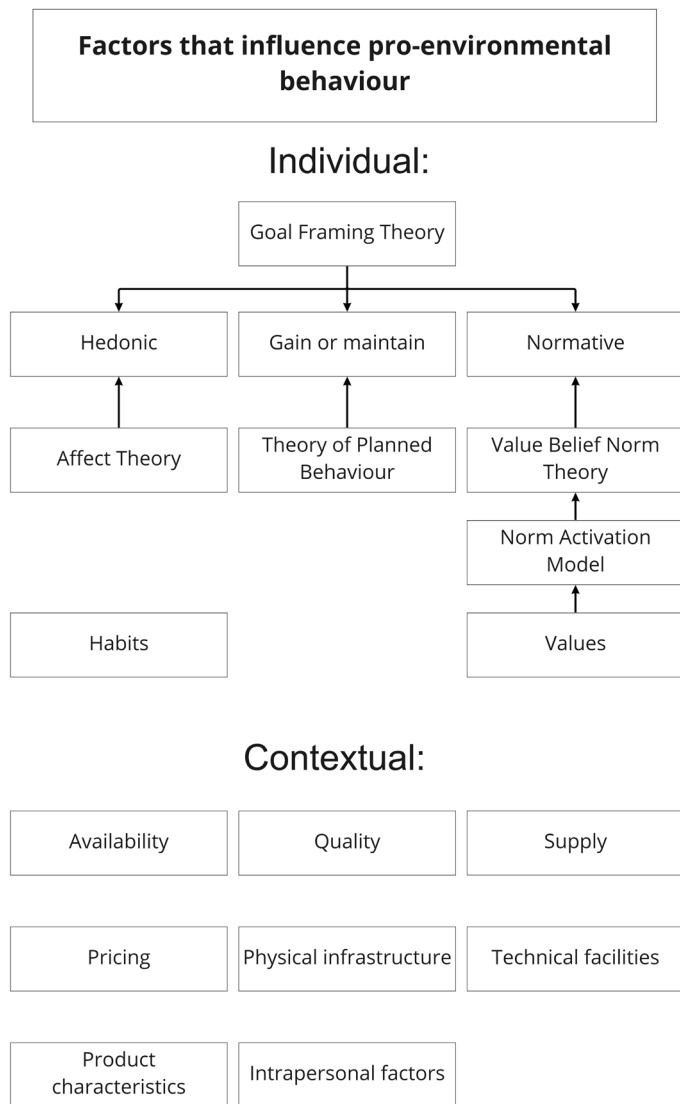 Factors that influence pro-environmental
behaviour
Individual:
Goal Framing Theory
Hedonic
Gain or maintain
Normative
Affect Theory
Theory of Planned
Behaviour
Value Belief Norm
Theory
Norm Activation
Model
Habits
Values
Contextual:
Availability
Quality
Supply
Pricing
Physical infrastructure
Technical facilities
Product
characteristics
Intrapersonal factors